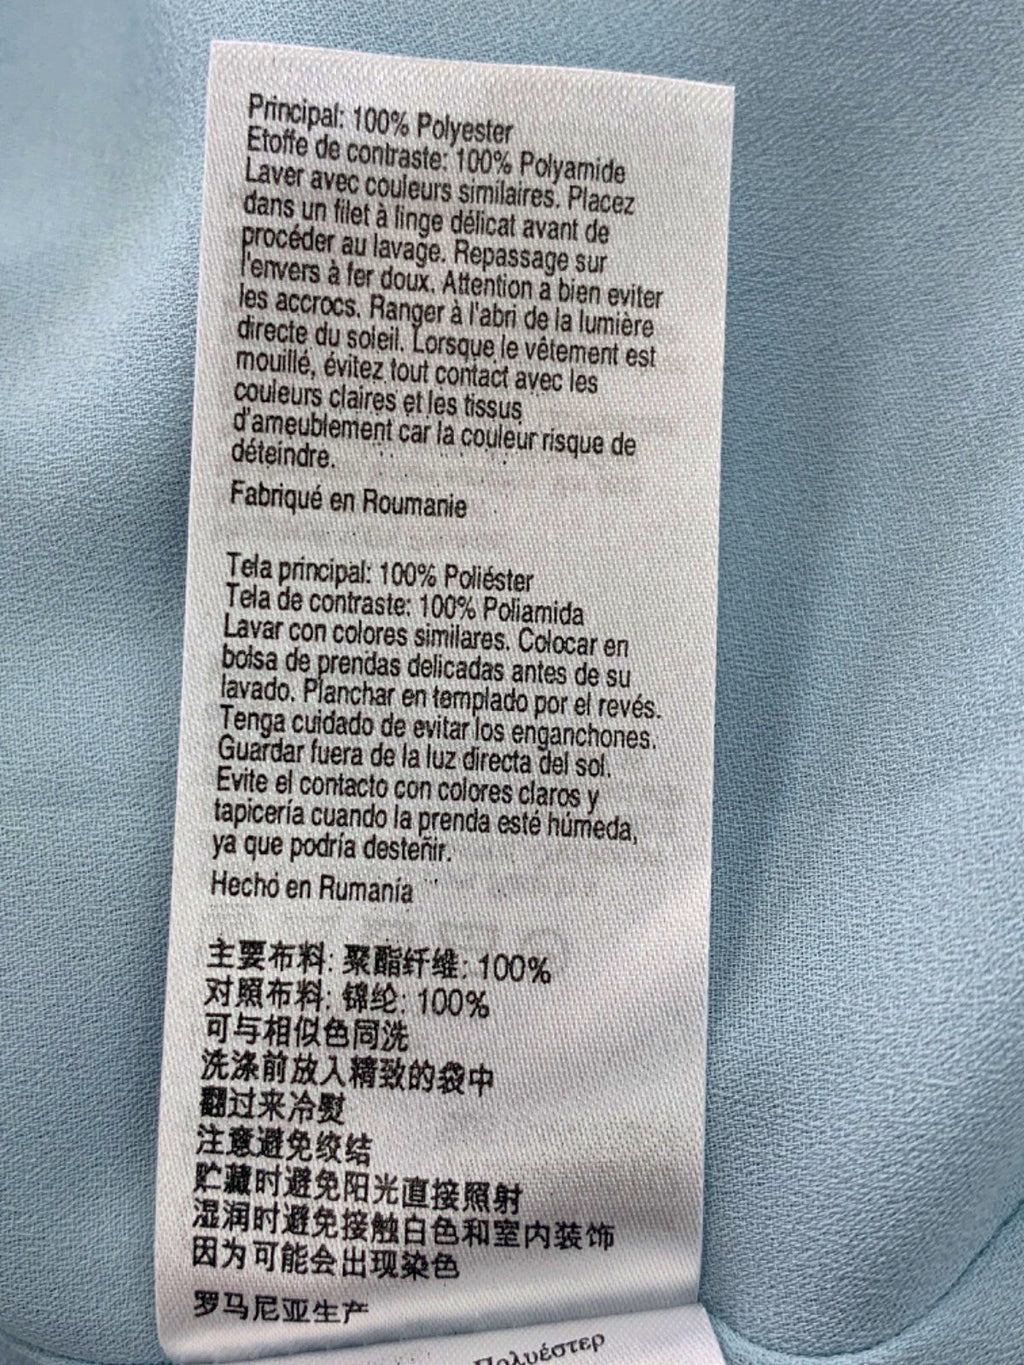 Principal: 100% Polyester
Etoffe de contraste: 100% Polyamide
Laver avec couleurs similaires. Placez
dans un filet à linge délicat avant de
procéder au lavage. Repassage sur
l'envers à fer doux. Attention a bien eviter
les accrocs. Ranger à l'abri de la lumière
directe du soleil. Lorsque le vêtement est
mouillé, évitez tout contact avec les
couleurs claires et les tissus
d'ameublement car la couleur risque de
déteindre.
Fabriqué en Roumanie
Tela principal: 100% Poliéster
Tela de contraste: 100% Poliamida
Lavar con colores similares. Colocar en
bolsa de prendas delicadas antes de su
lavado. Planchar en templado por el revés.
Tenga cuidado de evitar los enganchones.
Guardar fuera de la luz directa del sol.
Evite el contacto con colores claros y
tapicería cuando la prenda esté húmeda,
ya que podría desteñir.
Hecho en Rumanía
主要布料: 聚酯纤维: 100%
对照布料: 锦纶: 100%
可与相似色同洗
洗涤前放入精致的袋中
翻过来冷熨
注意避免绞结
贮藏时避免阳光直接照射
湿润时避免接触白色和室内装饰
因为可能会出现染色
罗马尼亚生产
Πολυέστερ